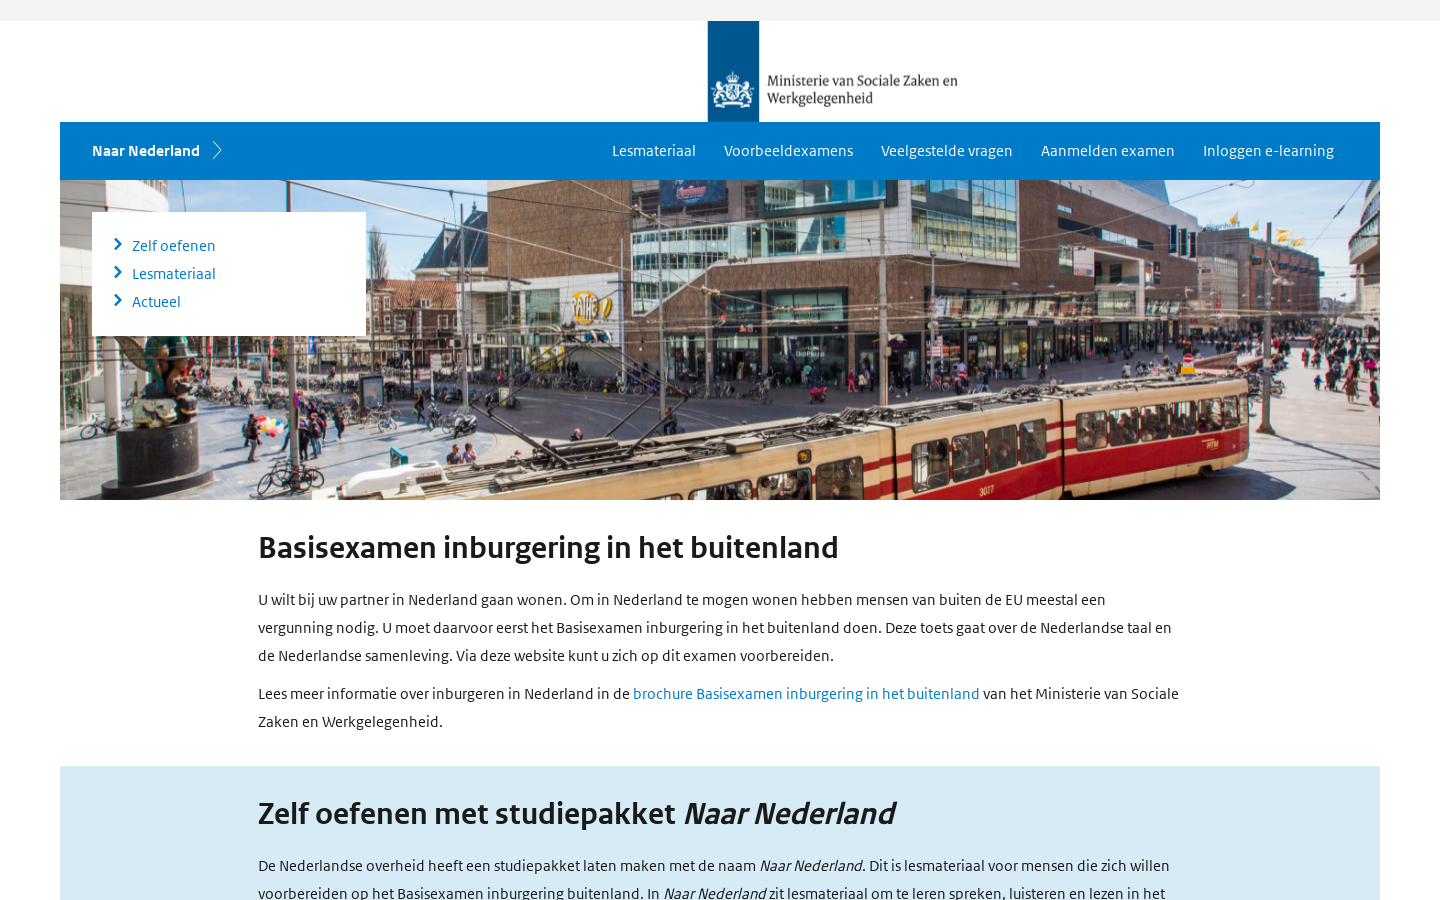 Ministerie van Sociale Zaken en
Werkgelegenheid
Naar Nederland
Lesmateriaal
Voorbeeldexamens
Veelgestelde vragen
Aanmelden examen
Inloggen e-learning
Zelf oefenen
Lesmateriaal
Actueel
3077
HTM
Basisexamen inburgering in het buitenland
U wilt bij uw partner in Nederland gaan wonen. Om in Nederland te mogen wonen hebben mensen van buiten de EU meestal een
vergunning nodig. U moet daarvoor eerst het Basisexamen inburgering in het buitenland doen. Deze toets gaat over de Nederlandse taal en
de Nederlandse samenleving. Via deze website kunt u zich op dit examen voorbereiden.
Lees meer informatie over inburgeren in Nederland in de brochure Basisexamen inburgering in het buitenland van het Ministerie van Sociale
Zaken en Werkgelegenheid.
Zelf oefenen met studiepakket Naar Nederland
De Nederlandse overheid heeft een studiepakket laten maken met de naam Naar Nederland. Dit is lesmateriaal voor mensen die zich willen
voorbereiden op het Basisexamen inburgering buitenland. In Naar Nederland zit lesmateriaal om te leren spreken, luisteren en lezen in het